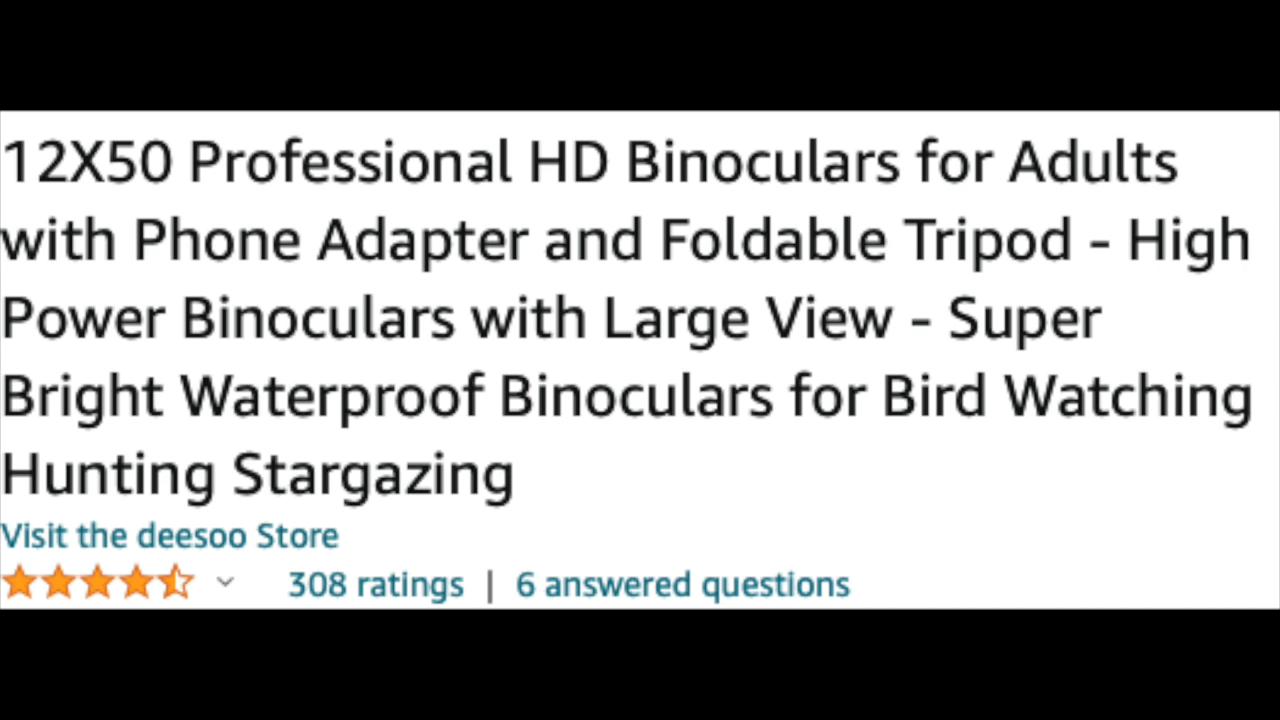 12X50 Professional HD Binoculars for Adults
with Phone Adapter and Foldable Tripod - High
Power Binoculars with Large View - Super
Bright Waterproof Binoculars for Bird Watching
Hunting Stargazing
Visit the deesoo Store
308 ratings | 6 answered questions